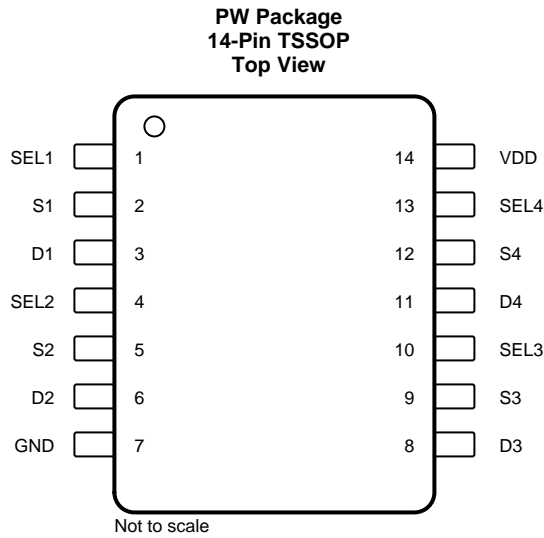 PW Package
14-Pin TSSOP
Top View
SEL1 1 14 VDD
S1 2 13 SEL4
D1 3 12 S4
SEL2 4 11 D4
S2 5 10 SEL3
D2 6 9 S3
GND 7 8 D3
Not to scale